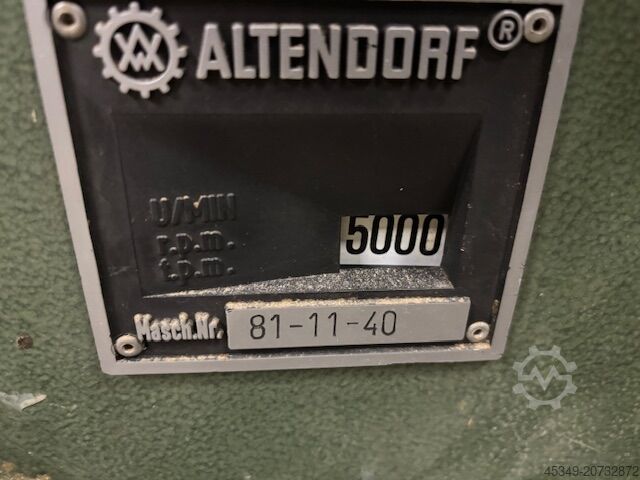 ALTENDORF®
U/MIN
r.p.m.
t.p.m.
5000
Masch.Nr. 81-11-40
45349-20732872